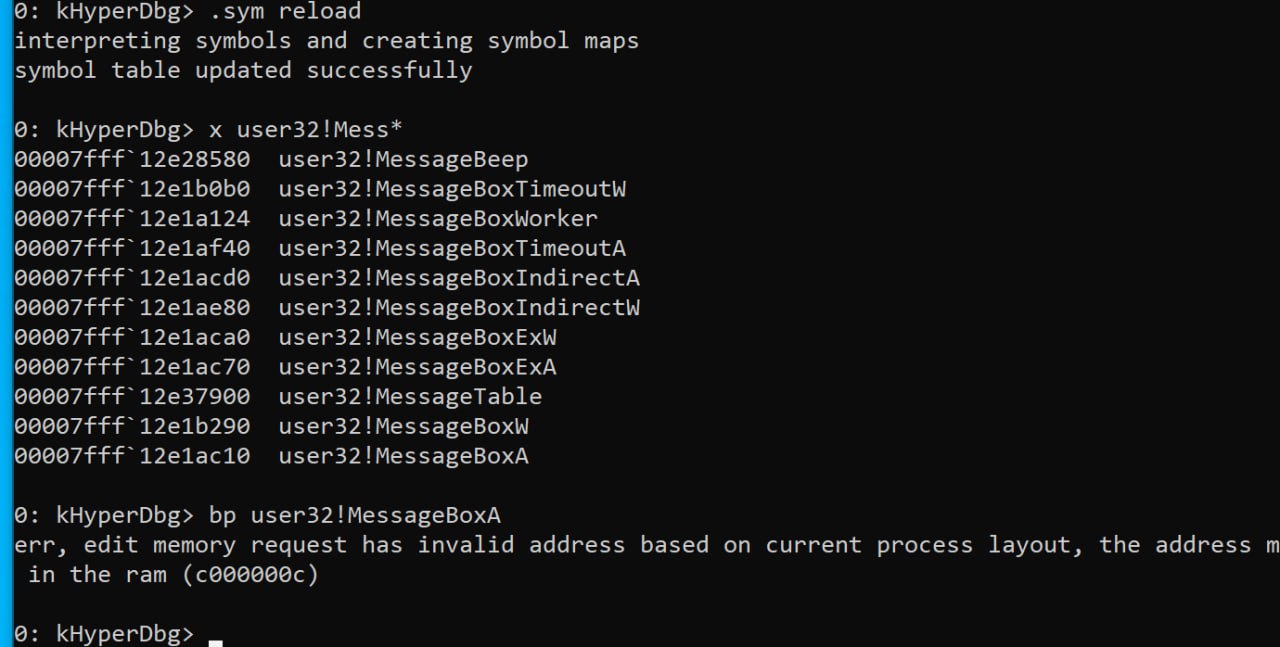 0: kHyperDbg> .sym reload
interpreting symbols and creating symbol maps
symbol table updated successfully
0: kHyperDbg> x user32!Mess*
00007fff`12e28580  user32!MessageBeep
00007fff`12e1b0b0  user32!MessageBoxTimeoutW
00007fff`12e1a124  user32!MessageBoxWorker
00007fff`12e1af40  user32!MessageBoxTimeoutA
00007fff`12e1acd0  user32!MessageBoxIndirectA
00007fff`12e1ae80  user32!MessageBoxIndirectW
00007fff`12e1aca0  user32!MessageBoxExW
00007fff`12e1ac70  user32!MessageBoxExA
00007fff`12e37900  user32!MessageTable
00007fff`12e1b290  user32!MessageBoxW
00007fff`12e1ac10  user32!MessageBoxA
0: kHyperDbg> bp user32!MessageBoxA
err, edit memory request has invalid address based on current process layout, the address m
in the ram (c000000c)
0: kHyperDbg>